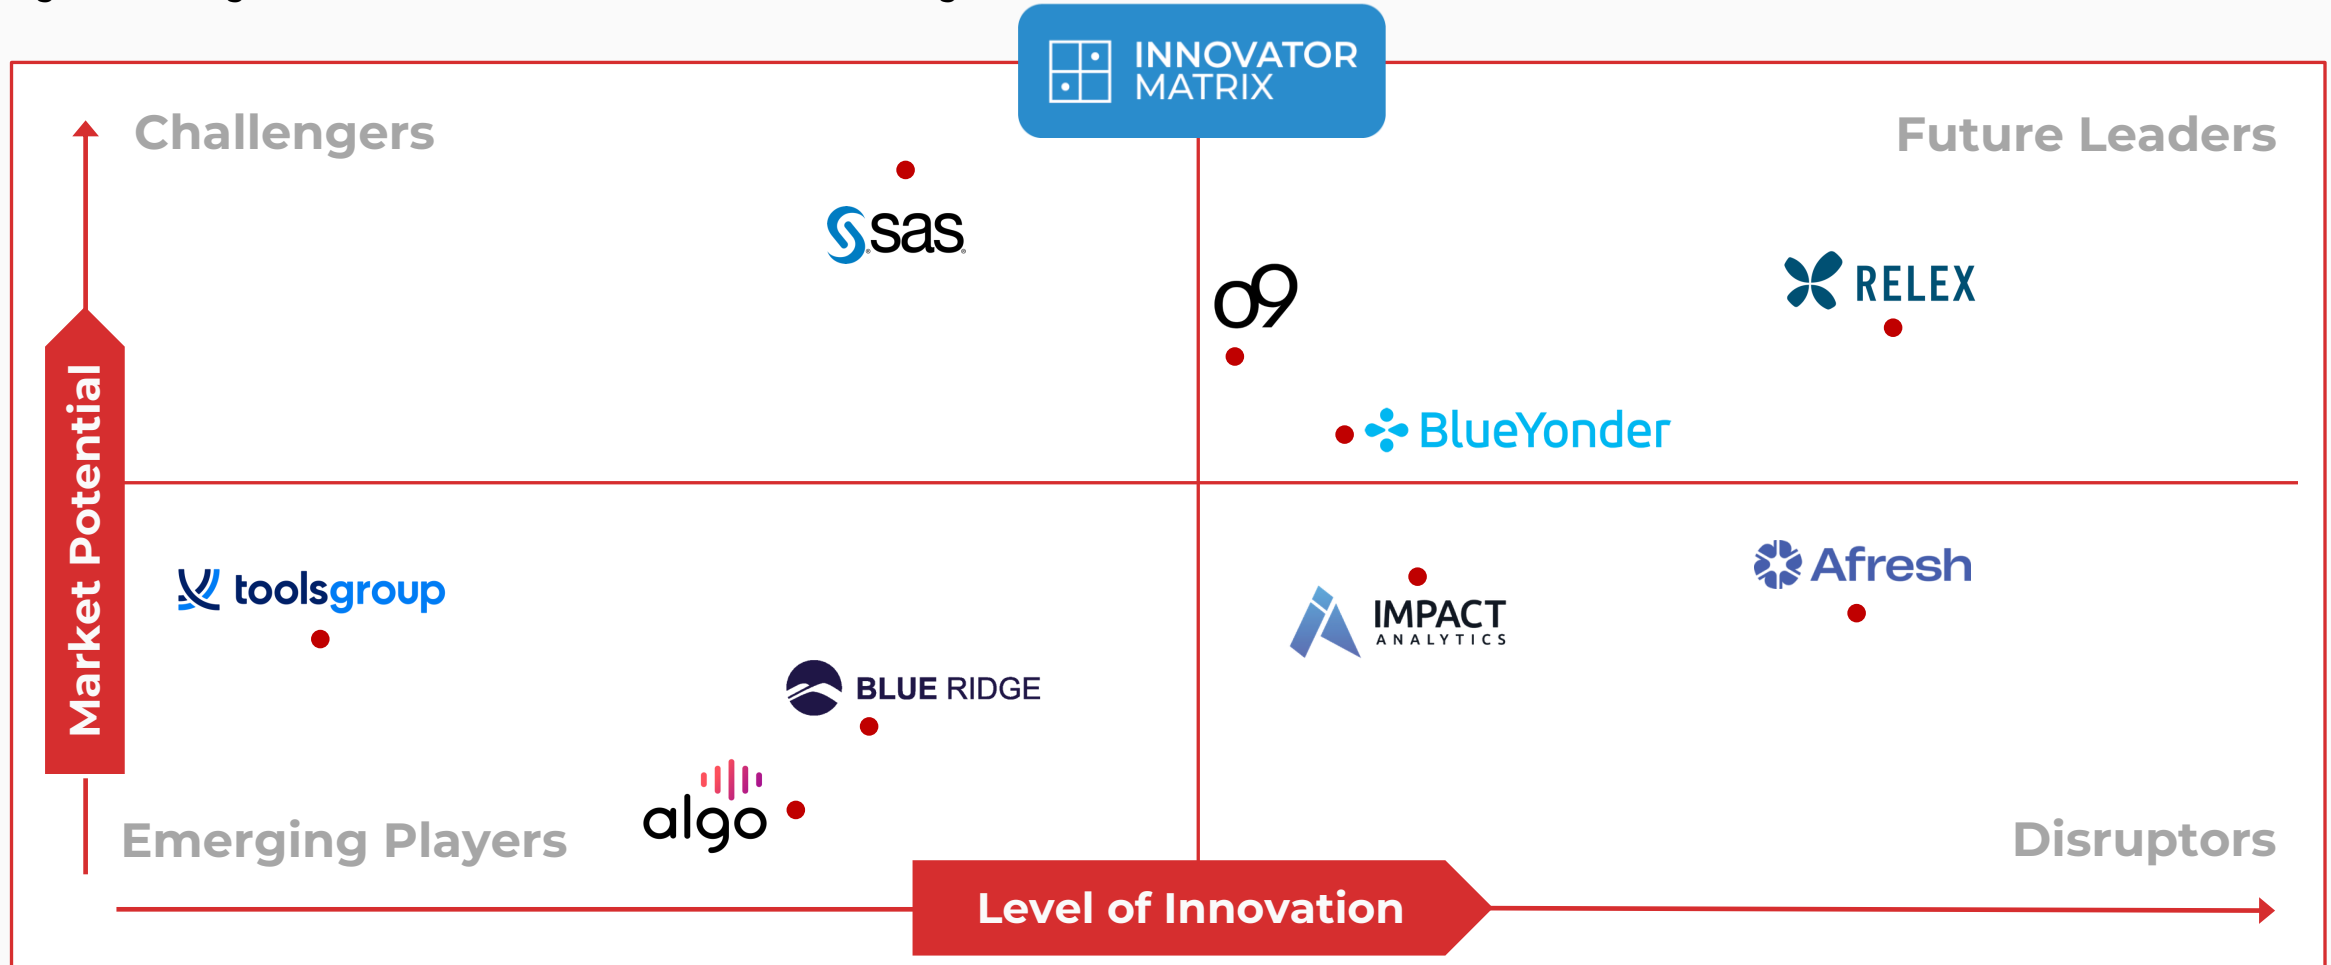 INNOVATOR
MATRIX
Challengers
Future Leaders
sas
o9
RELEX
BlueYonder
Market Potential
toolsgroup
IMPACT
ANALYTICS
Afresh
BLUE RIDGE
algo
Emerging Players
Disruptors
Level of Innovation